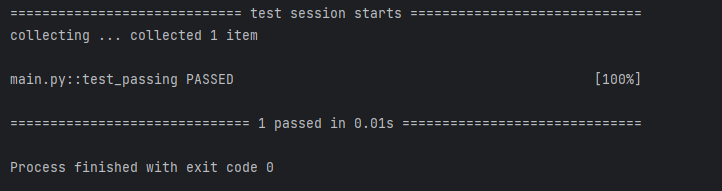 ============================= test session starts =============================
collecting ... collected 1 item

main.py::test_passing PASSED                                             [100%]

============================== 1 passed in 0.01s ==============================

Process finished with exit code 0